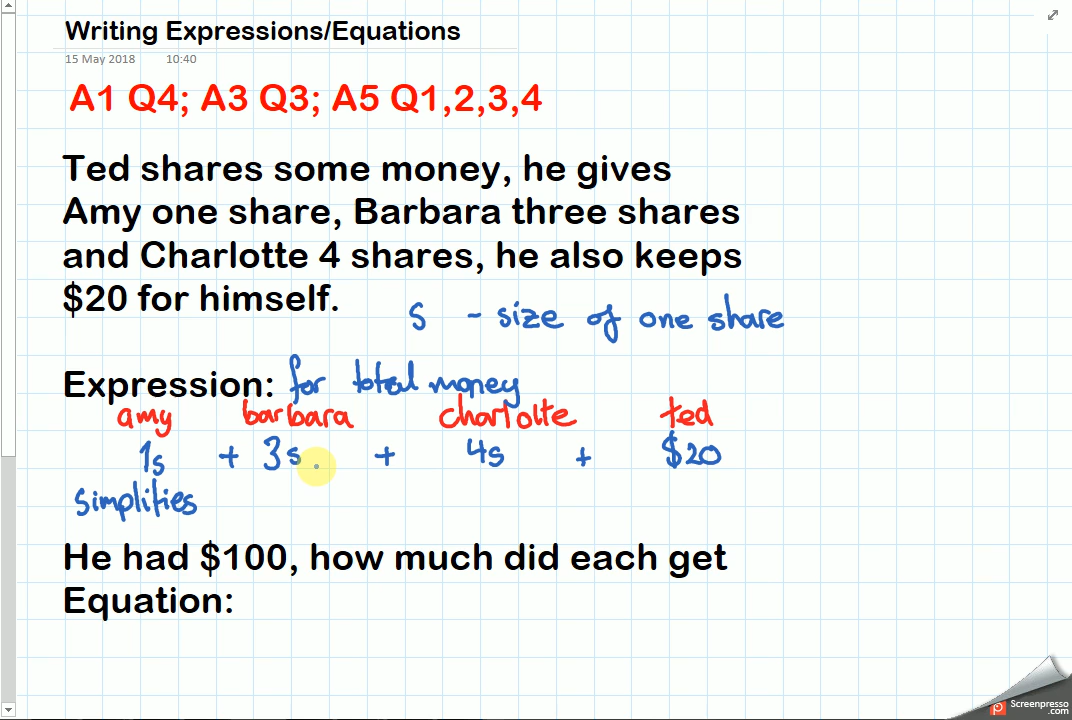 Writing Expressions/Equations
15 May 2018 10:40
A1 Q4; A3 Q3; A5 Q1,2,3,4
Ted shares some money, he gives
Amy one share, Barbara three shares
and Charlotte 4 shares, he also keeps
$20 for himself.
s - size of one share
Expression: for total money
amy barbara charlolte ted
1s + 3s + 4s + $20
simplifies
He had $100, how much did each get
Equation:
Screenpresso
.com